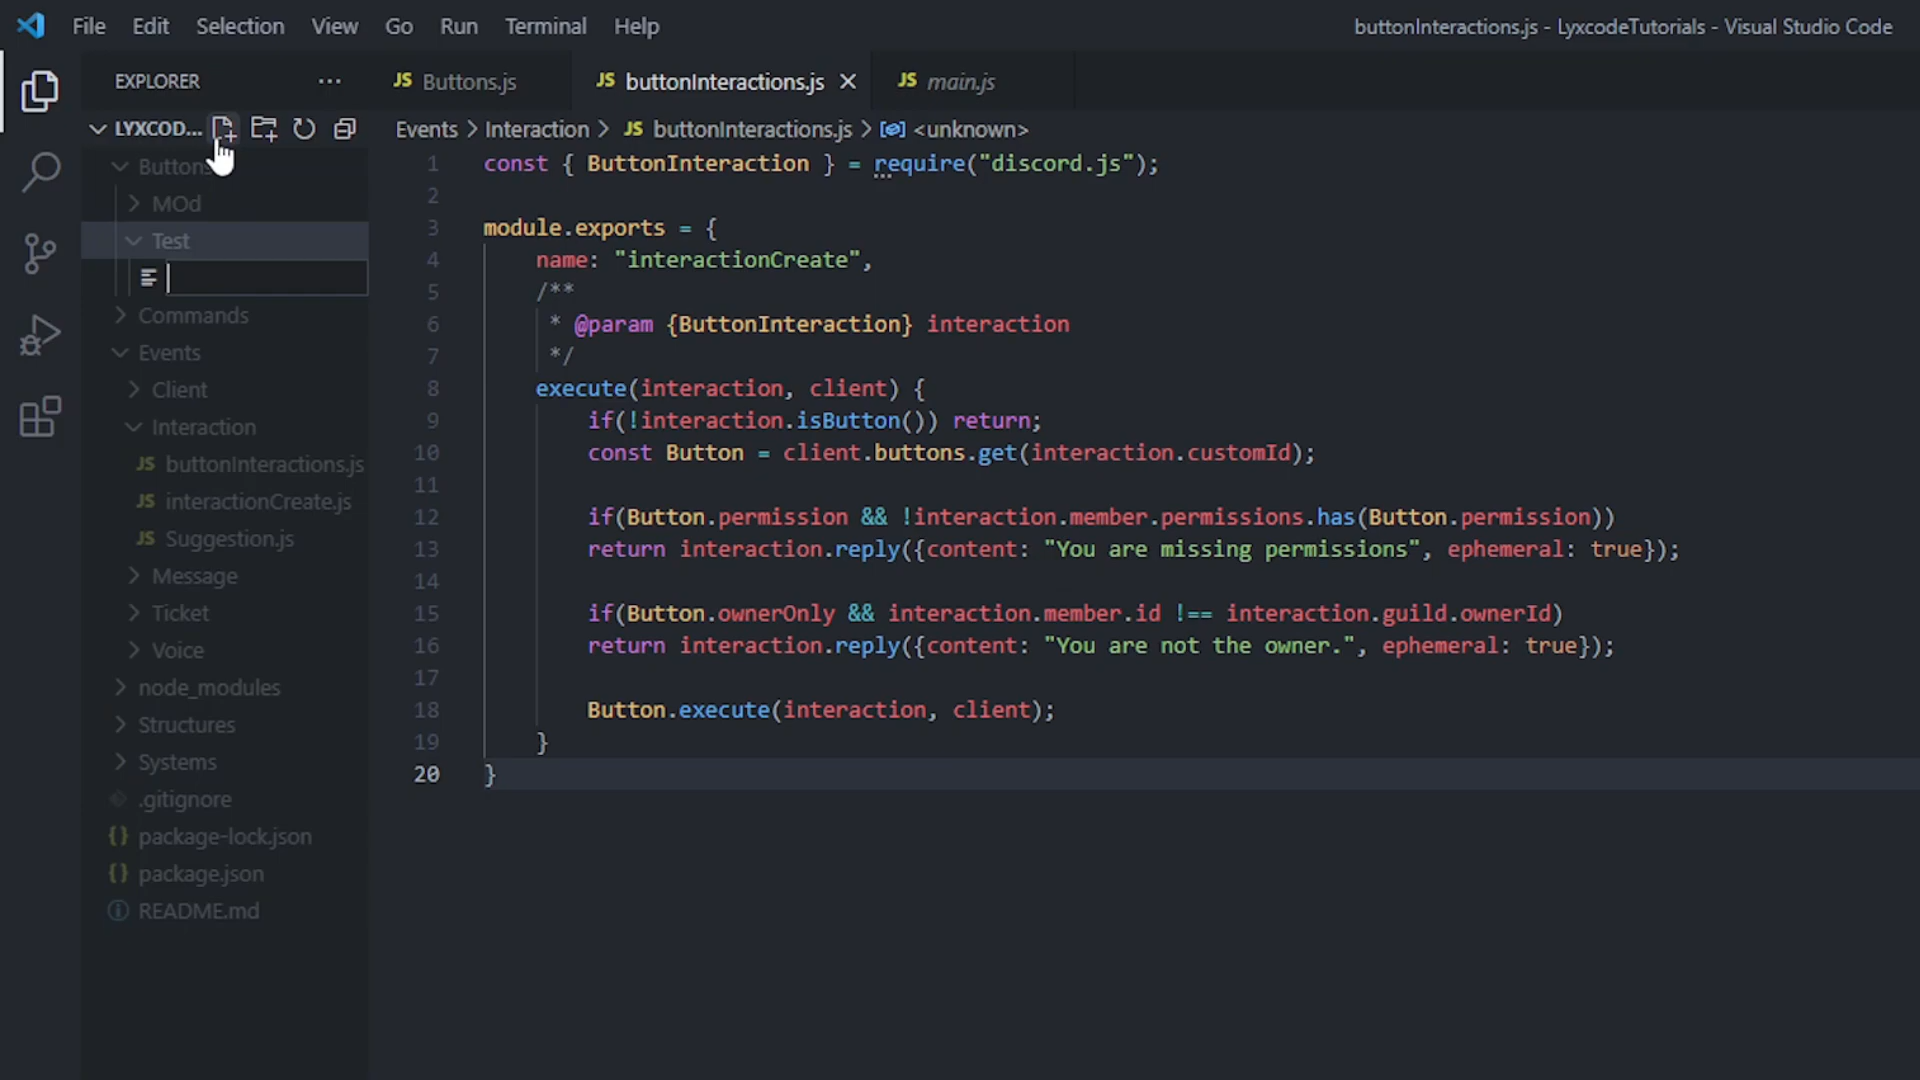 File Edit Selection View Go Run Terminal Help
buttonInteractions.js - LyxcodeTutorials - Visual Studio Code
EXPLORER ...
JS Buttons.js
JS buttonInteractions.js
JS main.js
LYXCOD...
Events > Interaction > JS buttonInteractions.js > <unknown>
Buttons
MOd
Test
Commands
Events
Client
Interaction
JS buttonInteractions.js
JS interactionCreate.js
JS Suggestion.js
Message
Ticket
Voice
node_modules
Structures
Systems
.gitignore
{} package-lock.json
{} package.json
README.md
1 const { ButtonInteraction } = require("discord.js");
2
3 module.exports = {
4 name: "interactionCreate",
5 /**
6 * @param {ButtonInteraction} interaction
7 */
8 execute(interaction, client) {
9 if(!interaction.isButton()) return;
10 const Button = client.buttons.get(interaction.customId);
11
12 if(Button.permission && !interaction.member.permissions.has(Button.permission))
13 return interaction.reply({content: "You are missing permissions", ephemeral: true});
14
15 if(Button.ownerOnly && interaction.member.id !== interaction.guild.ownerId)
16 return interaction.reply({content: "You are not the owner.", ephemeral: true});
17
18 Button.execute(interaction, client);
19 }
20 }